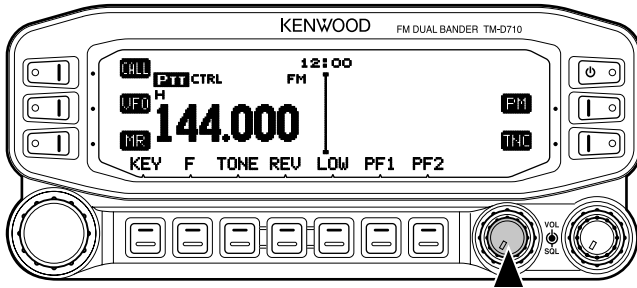 KENWOOD FM DUAL BANDER TM-D710
CALL 12:00
PTT CTRL FM
VFO H PM
144.000
MR TNC
KEY F TONE REV LOW PF1 PF2
VOL
SQL